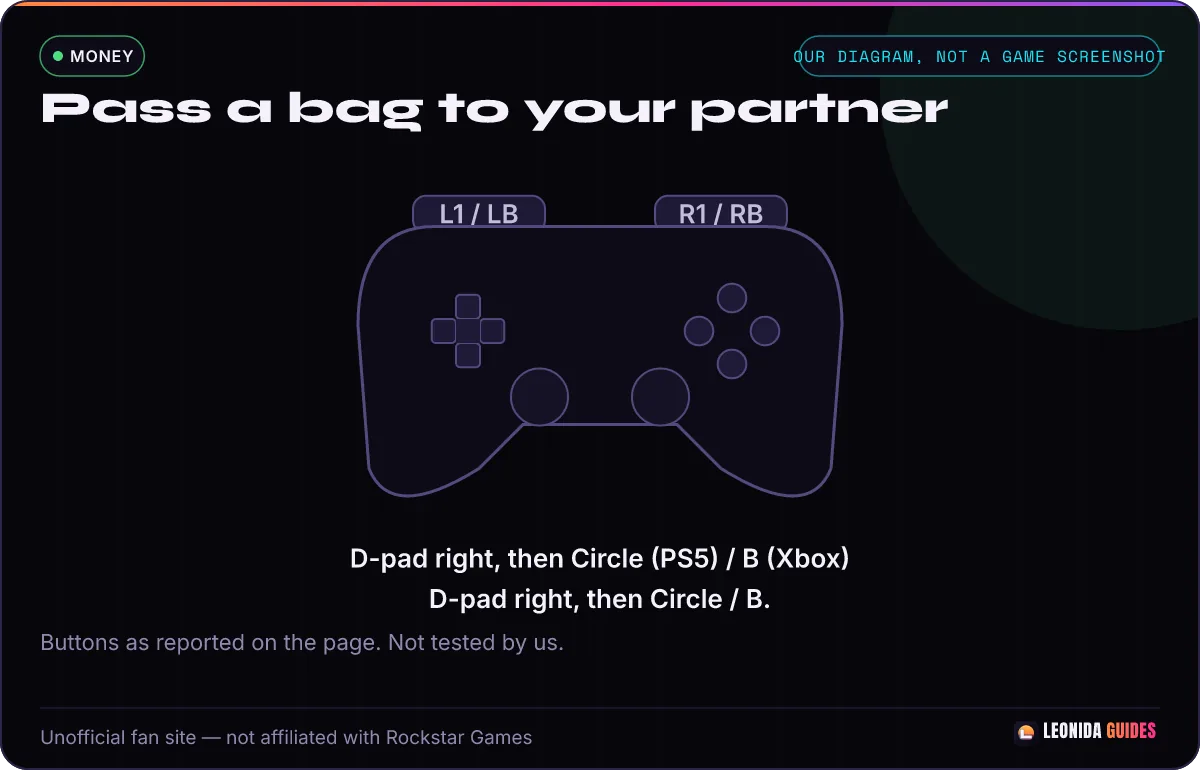 MONEY
OUR DIAGRAM, NOT A GAME SCREENSHOT
Pass a bag to your partner
L1 / LB
R1 / RB
D-pad right, then Circle (PS5) / B (Xbox)
D-pad right, then Circle / B.
Buttons as reported on the page. Not tested by us.
Unofficial fan site — not affiliated with Rockstar Games
LEONIDA GUIDES